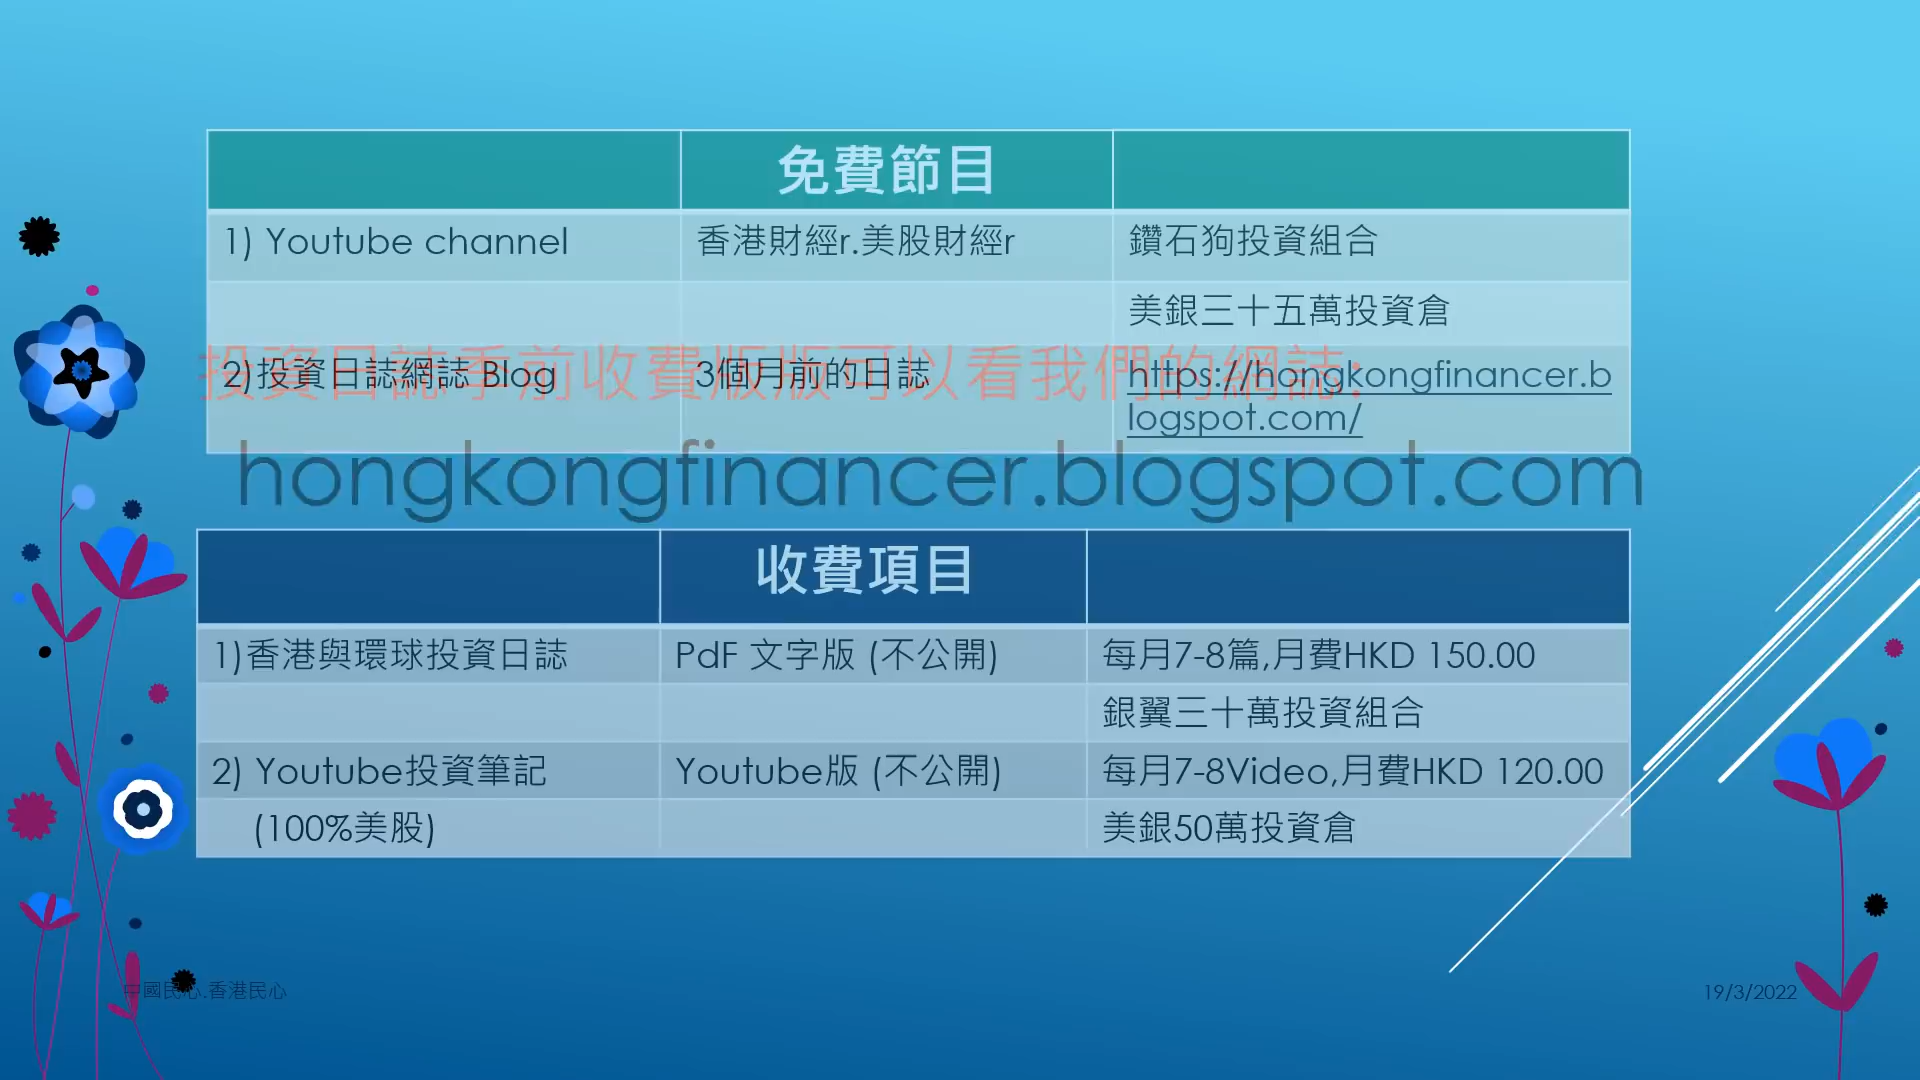 免費節目
1) Youtube channel 香港財經r.美股財經r 鑽石狗投資組合
美銀三十五萬投資倉
2)投資日誌網誌 Blog 3個月前的日誌 https://hongkongfinancer.b
logspot.com/
投資日誌季前收費版版可以看我們的網誌:
hongkongfinancer.blogspot.com
收費項目
1)香港與環球投資日誌 PdF 文字版 (不公開) 每月7-8篇,月費HKD 150.00
銀翼三十萬投資組合
2) Youtube投資筆記 Youtube版 (不公開) 每月7-8Video,月費HKD 120.00
(100%美股) 美銀50萬投資倉
中國民心.香港民心 19/3/2022